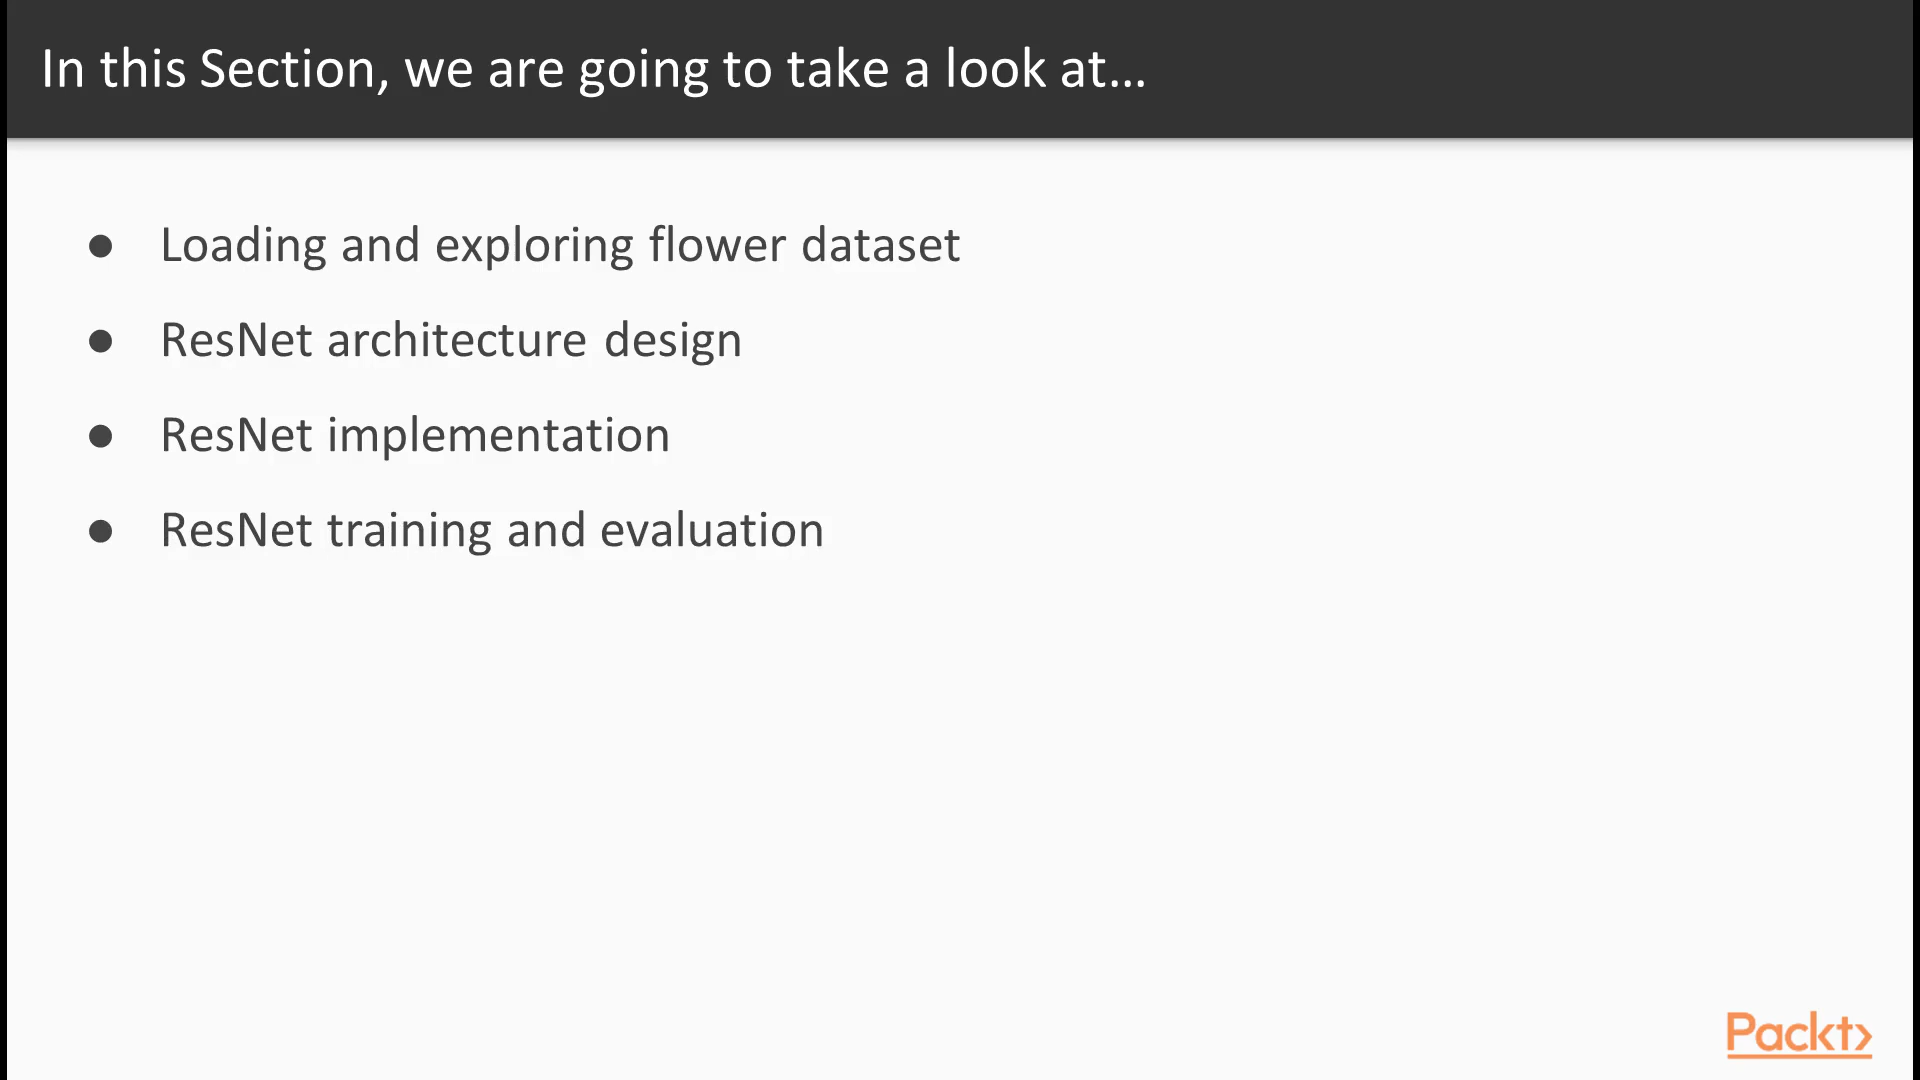 In this Section, we are going to take a look at...
● Loading and exploring flower dataset
● ResNet architecture design
● ResNet implementation
● ResNet training and evaluation
Packt>